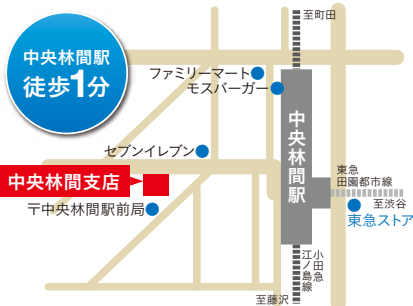 至町田
中央林間駅
徒歩1分
ファミリーマート
モスバーガー
中央林間駅
セブンイレブン
東急
田園都市線
中央林間支店
至渋谷
〒中央林間駅前局
東急ストア
小田急
江ノ島線
至藤沢